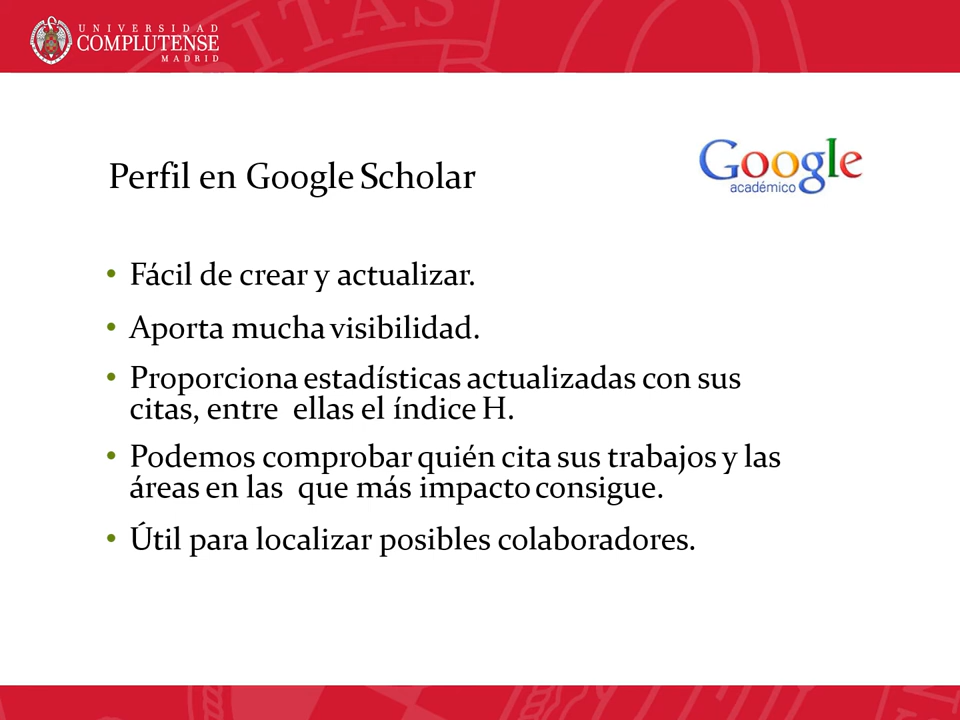 UNIVERSIDAD
COMPLUTENSE
MADRID
Perfil en Google Scholar
Google
académico
• Fácil de crear y actualizar.
• Aporta mucha visibilidad.
• Proporciona estadísticas actualizadas con sus
citas, entre ellas el índice H.
• Podemos comprobar quién cita sus trabajos y las
áreas en las que más impacto consigue.
• Útil para localizar posibles colaboradores.